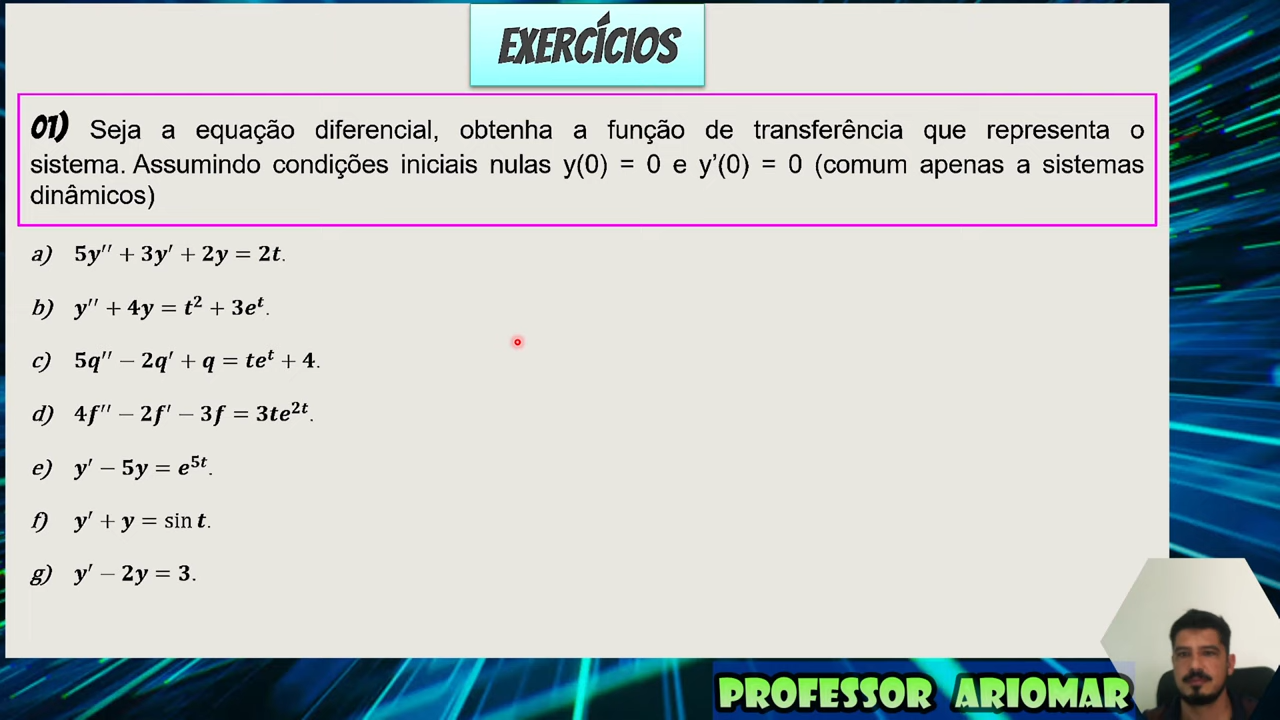 EXERCÍCIOS
01) Seja a equação diferencial, obtenha a função de transferência que representa o
sistema. Assumindo condições iniciais nulas y(0) = 0 e y’(0) = 0 (comum apenas a sistemas
dinâmicos)
a) 5y′′ + 3y′ + 2y = 2t.
b) y′′ + 4y = t² + 3eᵗ.
c) 5q′′ − 2q′ + q = teᵗ + 4.
d) 4f′′ − 2f′ − 3f = 3te²ᵗ.
e) y′ − 5y = e⁵ᵗ.
f) y′ + y = sin t.
g) y′ − 2y = 3.
PROFESSOR ARIOMAR